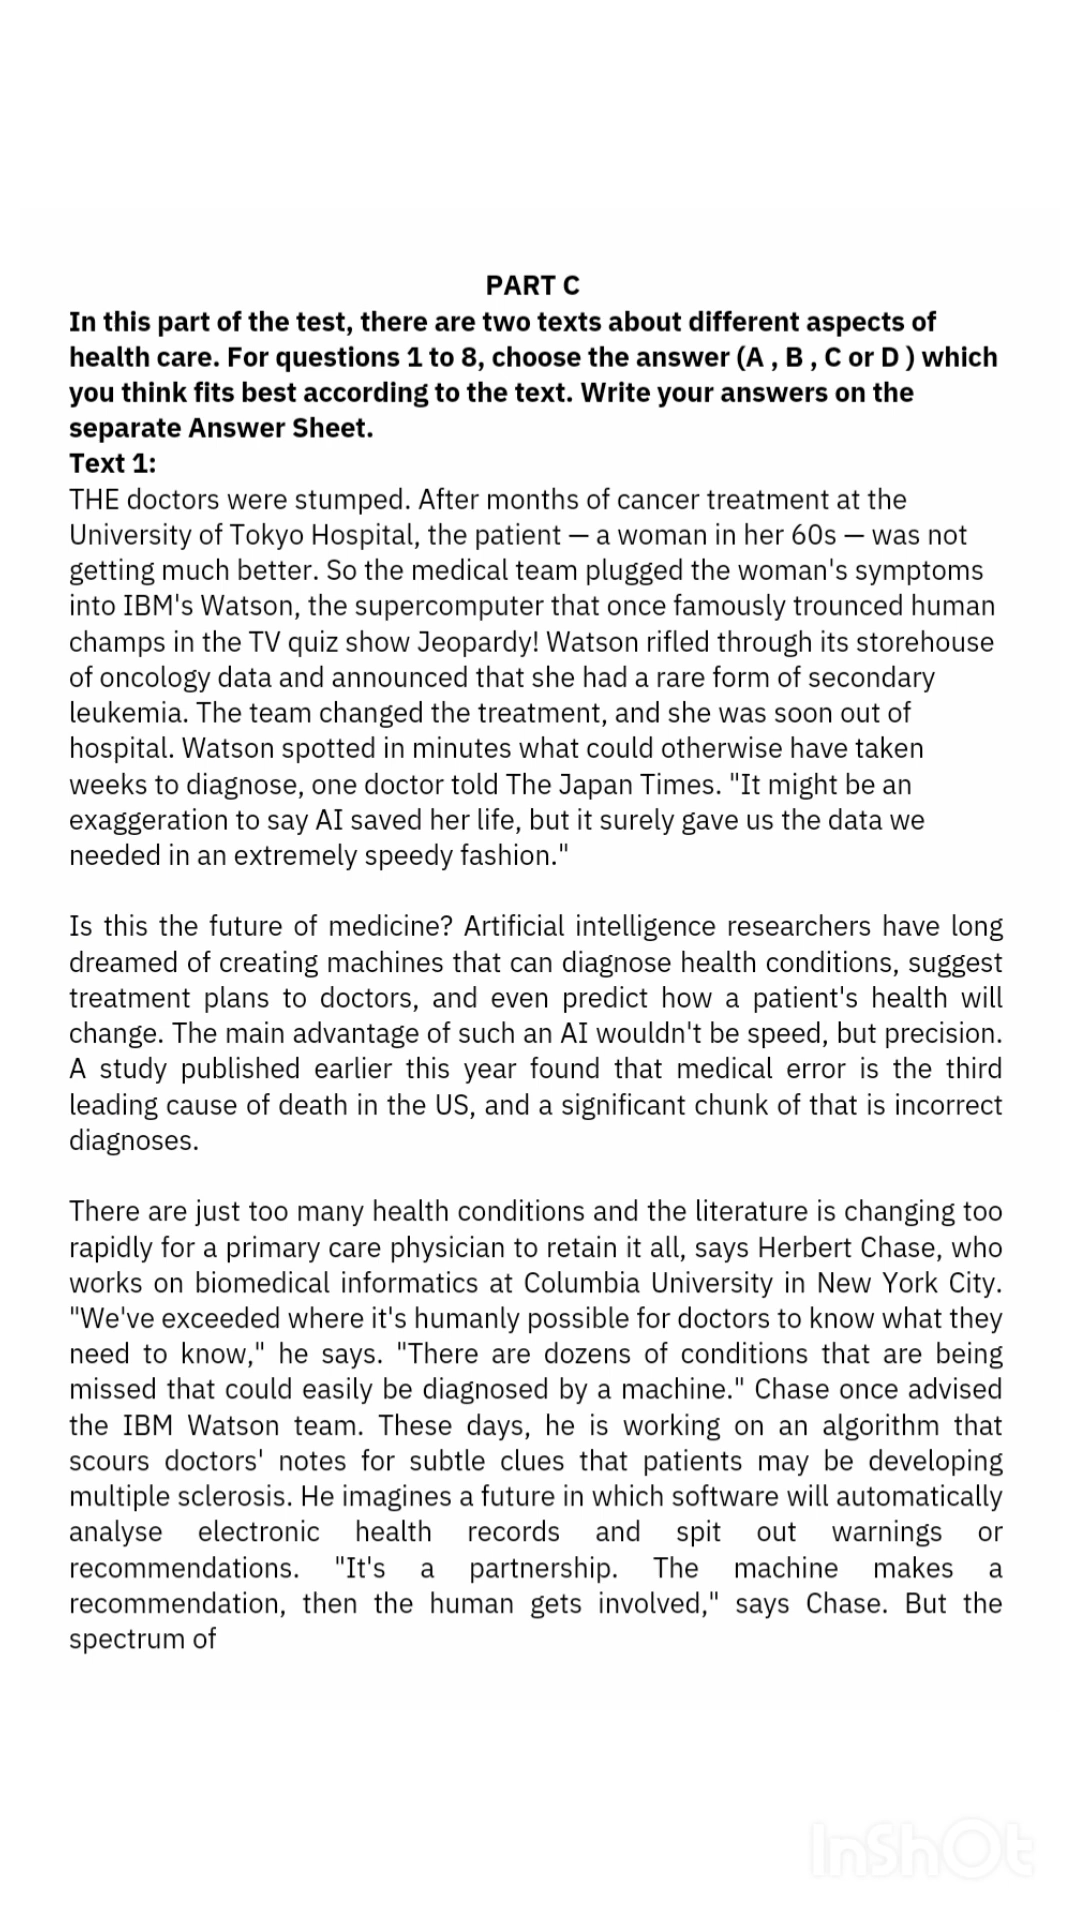 PART C
In this part of the test, there are two texts about different aspects of
health care. For questions 1 to 8, choose the answer (A , B , C or D ) which
you think fits best according to the text. Write your answers on the
separate Answer Sheet.
Text 1:
THE doctors were stumped. After months of cancer treatment at the
University of Tokyo Hospital, the patient — a woman in her 60s — was not
getting much better. So the medical team plugged the woman's symptoms
into IBM's Watson, the supercomputer that once famously trounced human
champs in the TV quiz show Jeopardy! Watson rifled through its storehouse
of oncology data and announced that she had a rare form of secondary
leukemia. The team changed the treatment, and she was soon out of
hospital. Watson spotted in minutes what could otherwise have taken
weeks to diagnose, one doctor told The Japan Times. "It might be an
exaggeration to say AI saved her life, but it surely gave us the data we
needed in an extremely speedy fashion."
Is this the future of medicine? Artificial intelligence researchers have long
dreamed of creating machines that can diagnose health conditions, suggest
treatment plans to doctors, and even predict how a patient's health will
change. The main advantage of such an AI wouldn't be speed, but precision.
A study published earlier this year found that medical error is the third
leading cause of death in the US, and a significant chunk of that is incorrect
diagnoses.
There are just too many health conditions and the literature is changing too
rapidly for a primary care physician to retain it all, says Herbert Chase, who
works on biomedical informatics at Columbia University in New York City.
"We've exceeded where it's humanly possible for doctors to know what they
need to know," he says. "There are dozens of conditions that are being
missed that could easily be diagnosed by a machine." Chase once advised
the IBM Watson team. These days, he is working on an algorithm that
scours doctors' notes for subtle clues that patients may be developing
multiple sclerosis. He imagines a future in which software will automatically
analyse electronic health records and spit out warnings or
recommendations. "It's a partnership. The machine makes a
recommendation, then the human gets involved," says Chase. But the
spectrum of
InShOt